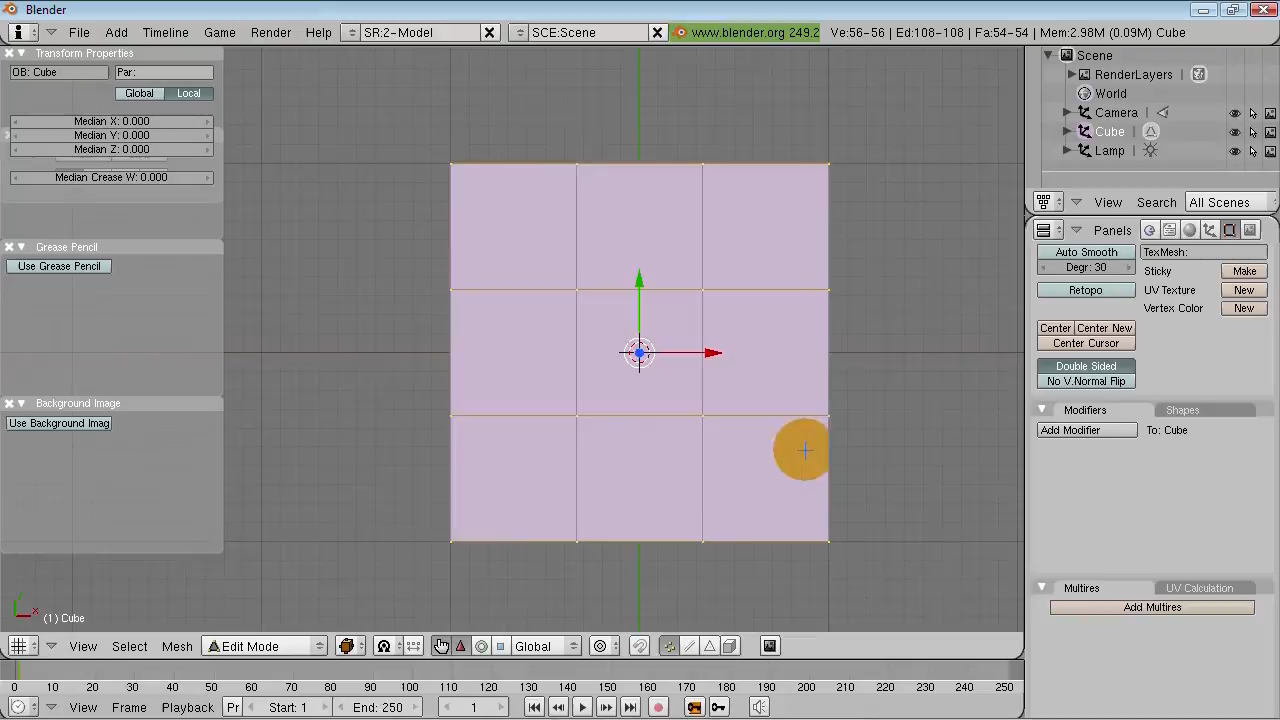 Blender
File Add Timeline Game Render Help SR:2-Model SCE:Scene www.blender.org 249.2 Ve:56-56 | Ed:108-108 | Fa:54-54 | Mem:2.98M (0.09M) Cube
Transform Properties
OB: Cube Par:
Global Local
Median X: 0.000
Median Y: 0.000
Median Z: 0.000
Median Crease W: 0.000
Grease Pencil
Use Grease Pencil
Background Image
Use Background Imag
Y
X
(1) Cube
Scene
RenderLayers
World
Camera
Cube
Lamp
View Search All Scenes
Panels
Auto Smooth TexMesh:
Degr: 30 Sticky Make
Retopo UV Texture New
Vertex Color New
Center Center New
Center Cursor
Double Sided
No V.Normal Flip
Modifiers Shapes
Add Modifier To: Cube
Multires UV Calculation
Add Multires
View Select Mesh Edit Mode Global
0 10 20 30 40 50 60 70 80 90 100 110 120 130 140 150 160 170 180 190 200 210 220 230 240 250
View Frame Playback Pr Start: 1 End: 250 1